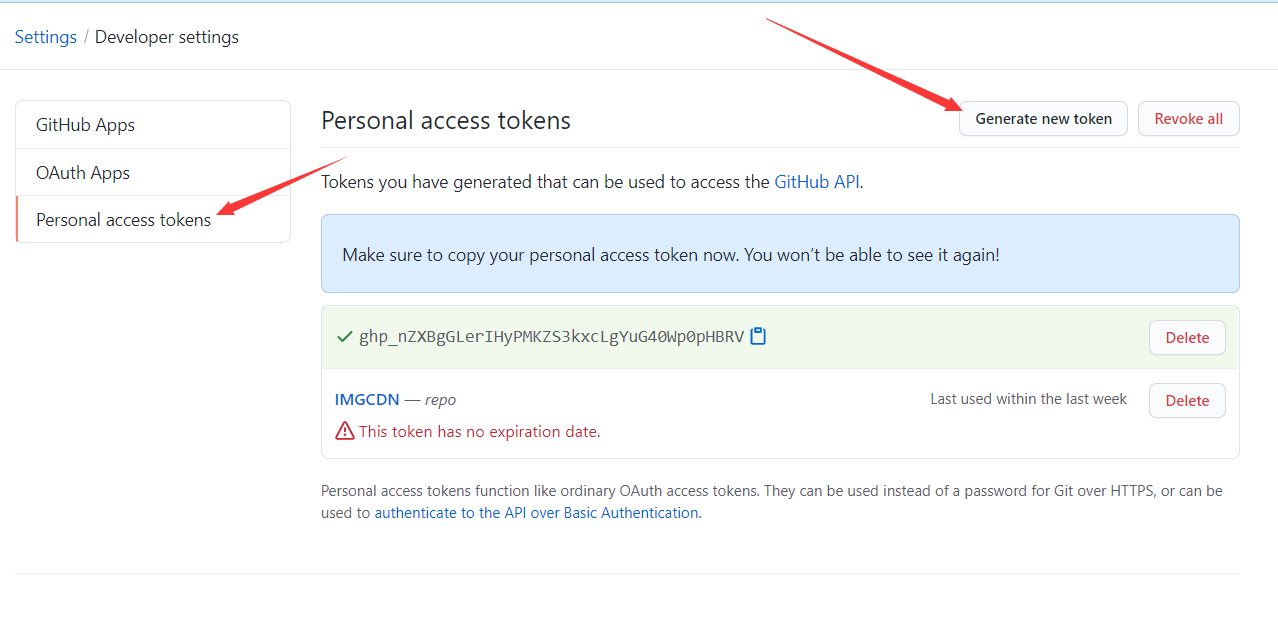 Settings / Developer settings
GitHub Apps
OAuth Apps
Personal access tokens
Personal access tokens
Generate new token
Revoke all
Tokens you have generated that can be used to access the GitHub API.
Make sure to copy your personal access token now. You won’t be able to see it again!
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
Delete
IMGCDN — repo
Last used within the last week
Delete
This token has no expiration date.
Personal access tokens function like ordinary OAuth access tokens. They can be used instead of a password for Git over HTTPS, or can be
used to authenticate to the API over Basic Authentication.